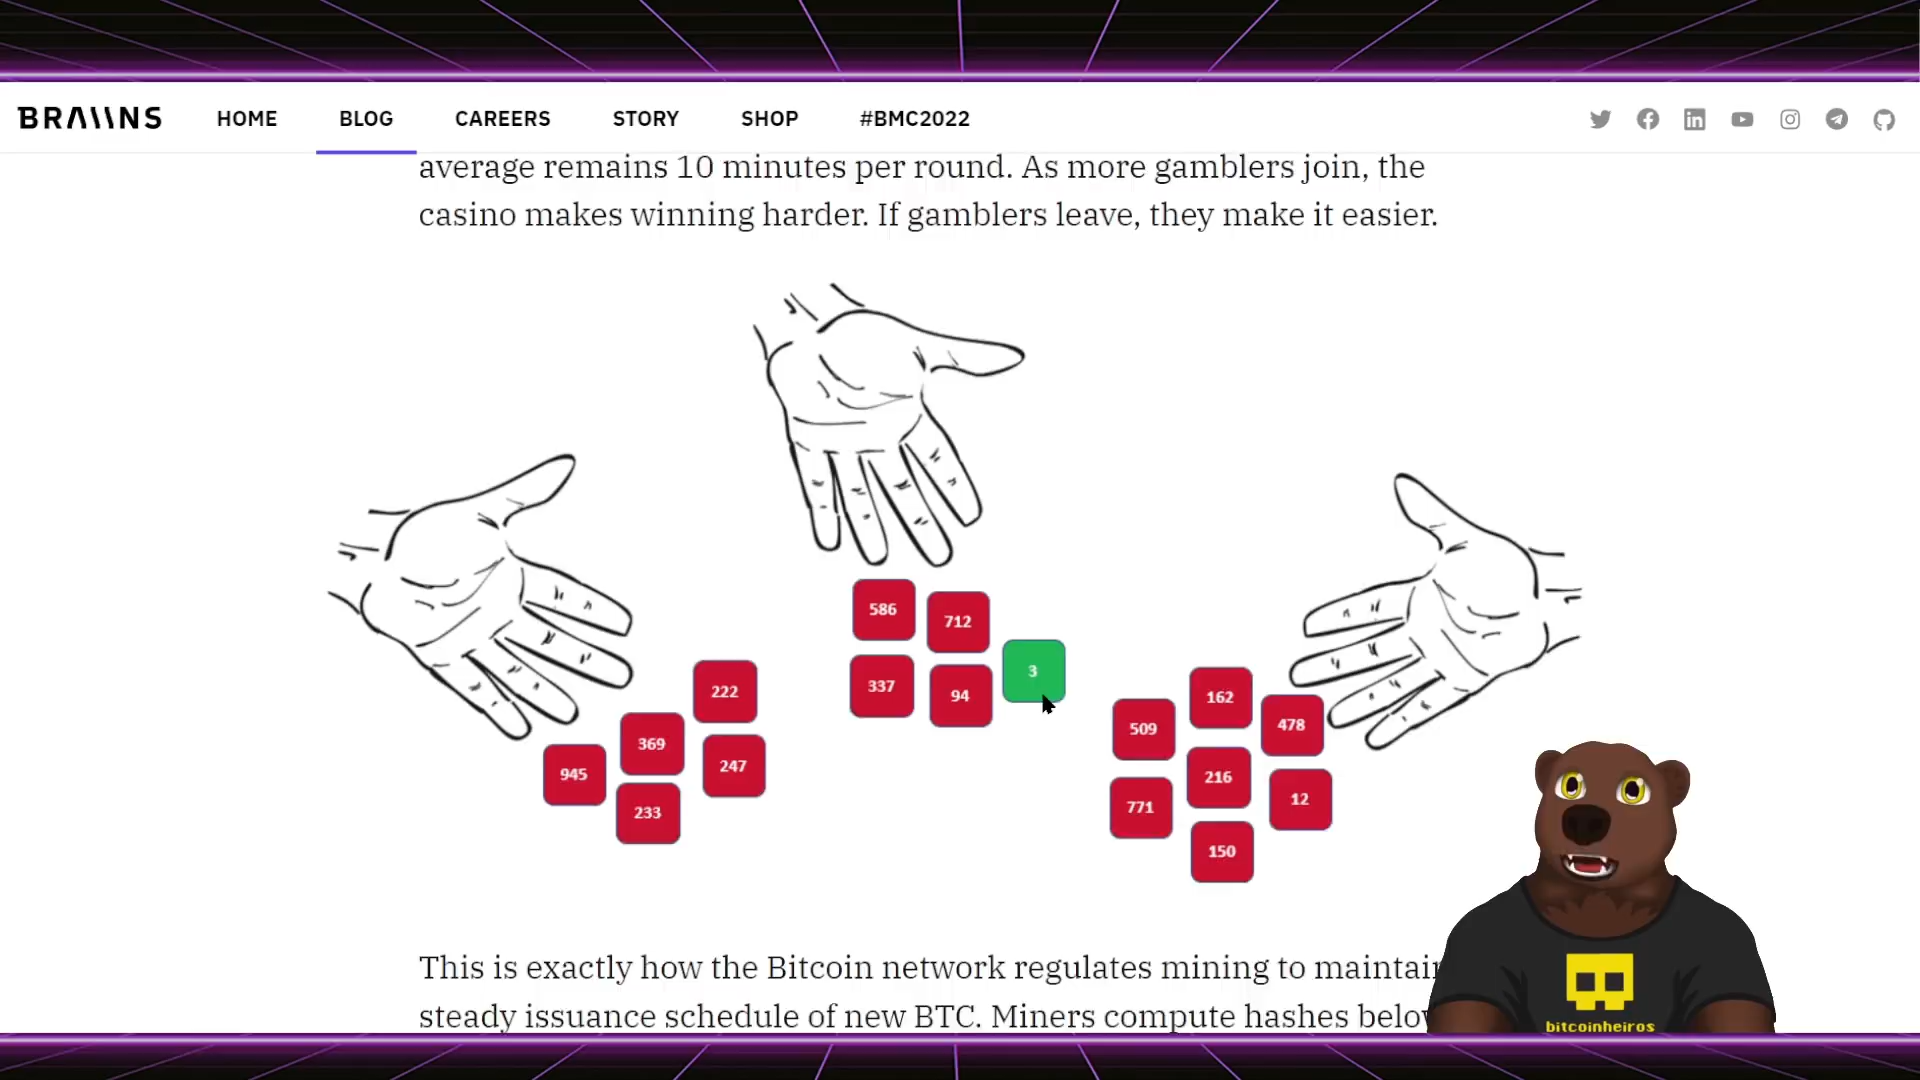 BRAIINS HOME BLOG CAREERS STORY SHOP #BMC2022
average remains 10 minutes per round. As more gamblers join, the
casino makes winning harder. If gamblers leave, they make it easier.
586 712
337 94 3
222
369 247
945 233
162
509 478
216
771 12
150
This is exactly how the Bitcoin network regulates mining to
steady issuance schedule of new BTC. Miners compute hashes
bitcoinheiros